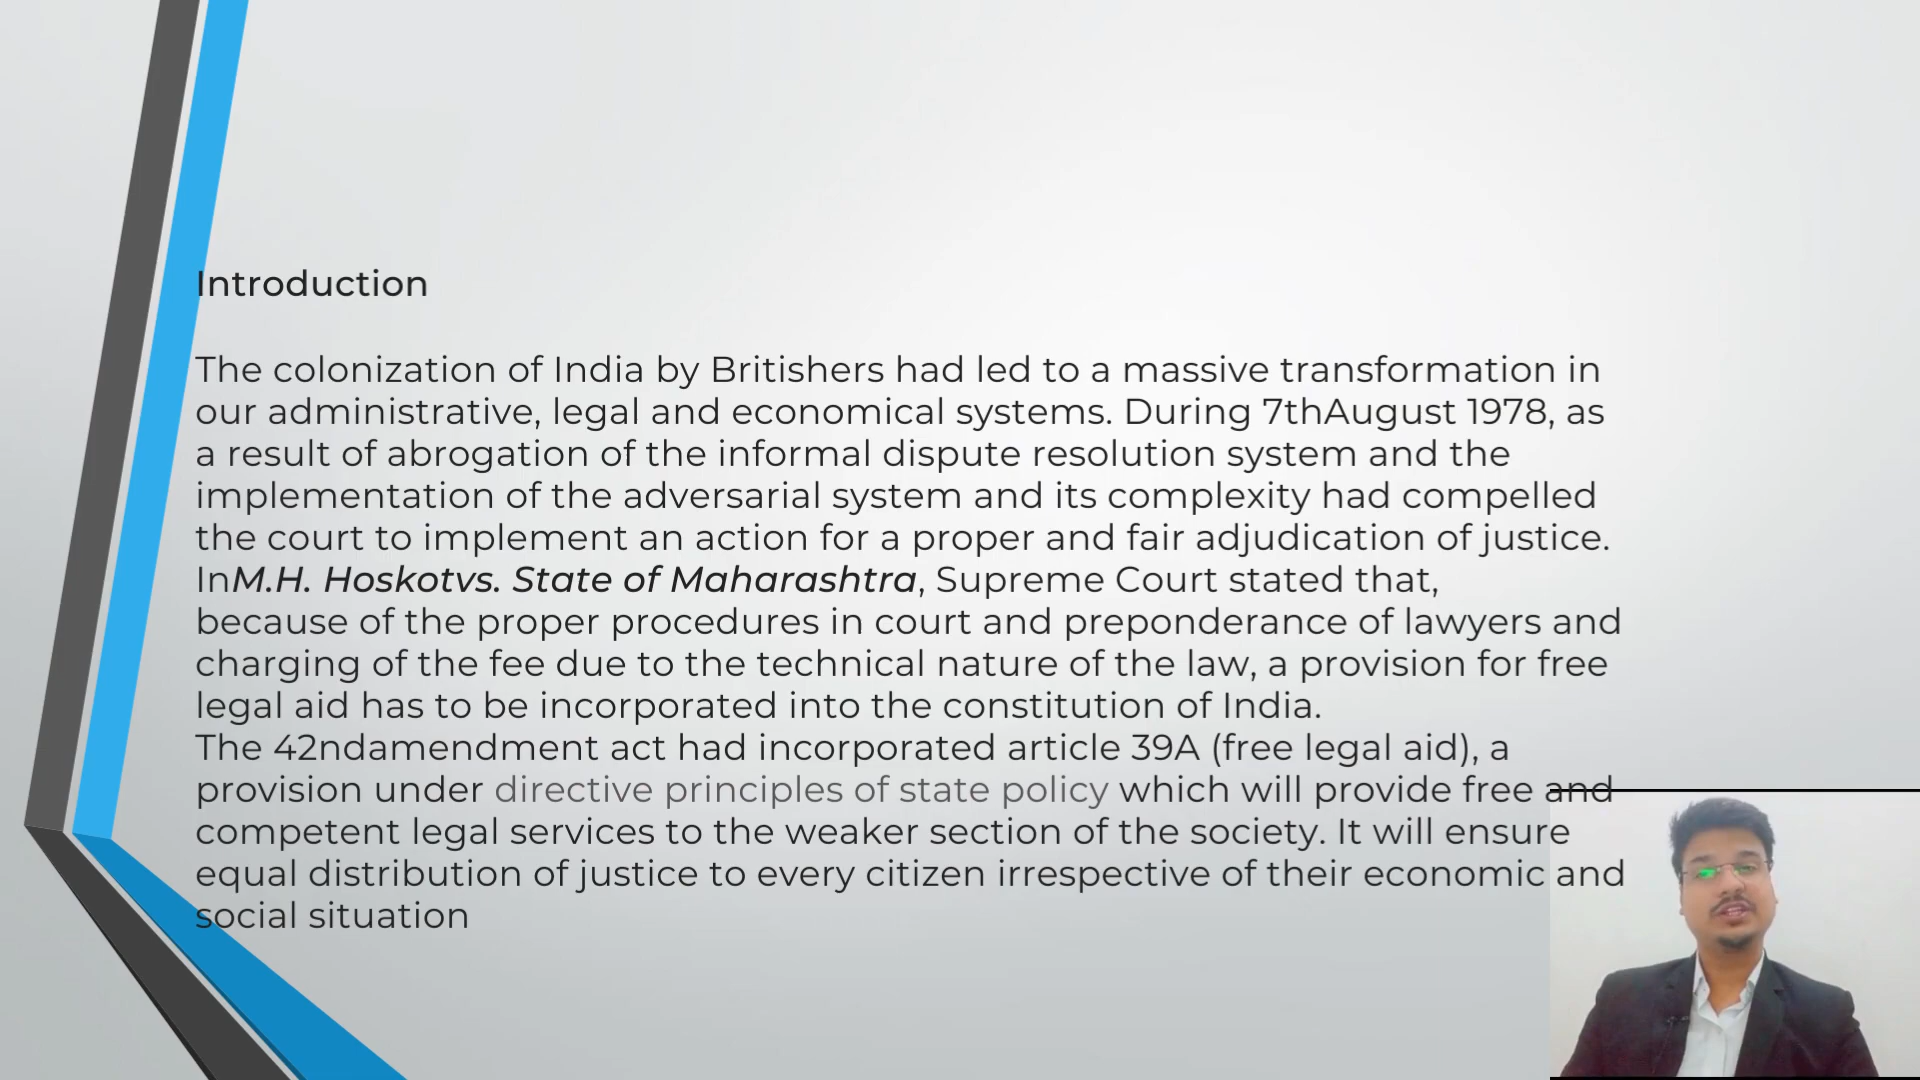 Introduction
The colonization of India by Britishers had led to a massive transformation in
our administrative, legal and economical systems. During 7thAugust 1978, as
a result of abrogation of the informal dispute resolution system and the
implementation of the adversarial system and its complexity had compelled
the court to implement an action for a proper and fair adjudication of justice.
InM.H. Hoskotvs. State of Maharashtra, Supreme Court stated that,
because of the proper procedures in court and preponderance of lawyers and
charging of the fee due to the technical nature of the law, a provision for free
legal aid has to be incorporated into the constitution of India.
The 42ndamendment act had incorporated article 39A (free legal aid), a
provision under directive principles of state policy which will provide free and
competent legal services to the weaker section of the society. It will ensure
equal distribution of justice to every citizen irrespective of their economic and
social situation